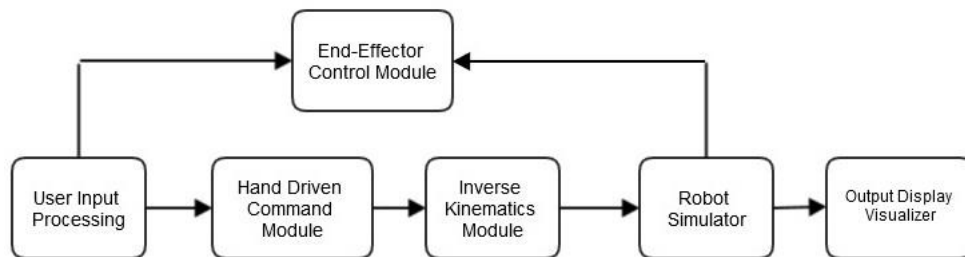 End-Effector
Control Module
User Input
Processing
Hand Driven
Command
Module
Inverse
Kinematics
Module
Robot
Simulator
Output Display
Visualizer